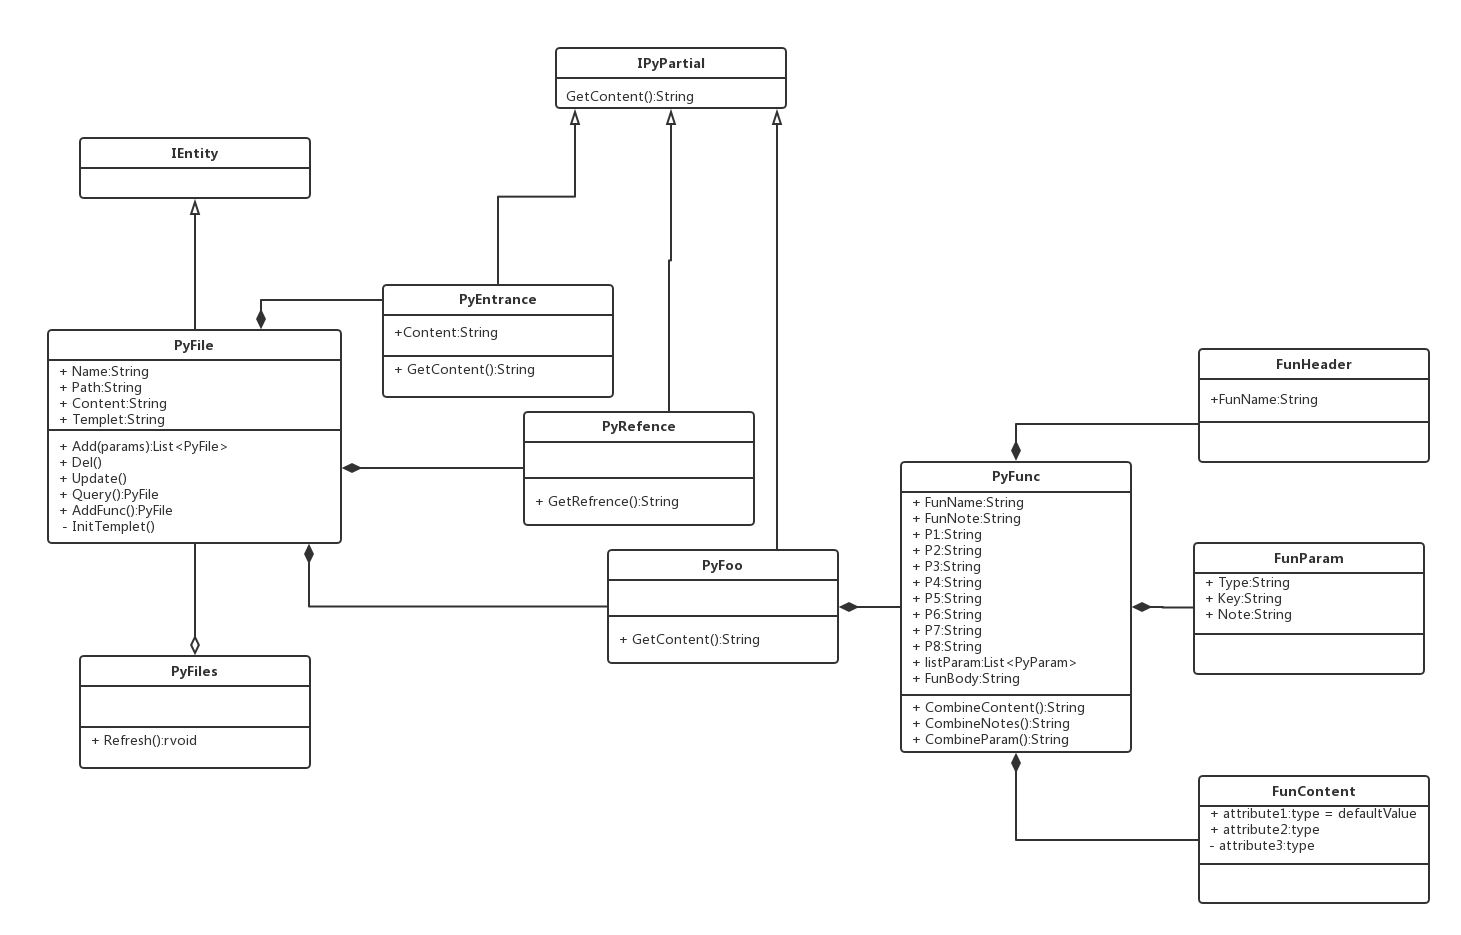 IPyPartial
GetContent():String
IEntity
PyEntrance
+Content:String
+ GetContent():String
PyFile
+ Name:String
+ Path:String
+ Content:String
+ Templet:String
+ Add(params):List<PyFile>
+ Del()
+ Update()
+ Query():PyFile
+ AddFunc():PyFile
- InitTemplet()
PyRefence
+ GetRefrence():String
PyFoo
+ GetContent():String
PyFiles
+ Refresh():rvoid
PyFunc
+ FunName:String
+ FunNote:String
+ P1:String
+ P2:String
+ P3:String
+ P4:String
+ P5:String
+ P6:String
+ P7:String
+ P8:String
+ listParam:List<PyParam>
+ FunBody:String
+ CombineContent():String
+ CombineNotes():String
+ CombineParam():String
FunHeader
+FunName:String
FunParam
+ Type:String
+ Key:String
+ Note:String
FunContent
+ attribute1:type = defaultValue
+ attribute2:type
- attribute3:type